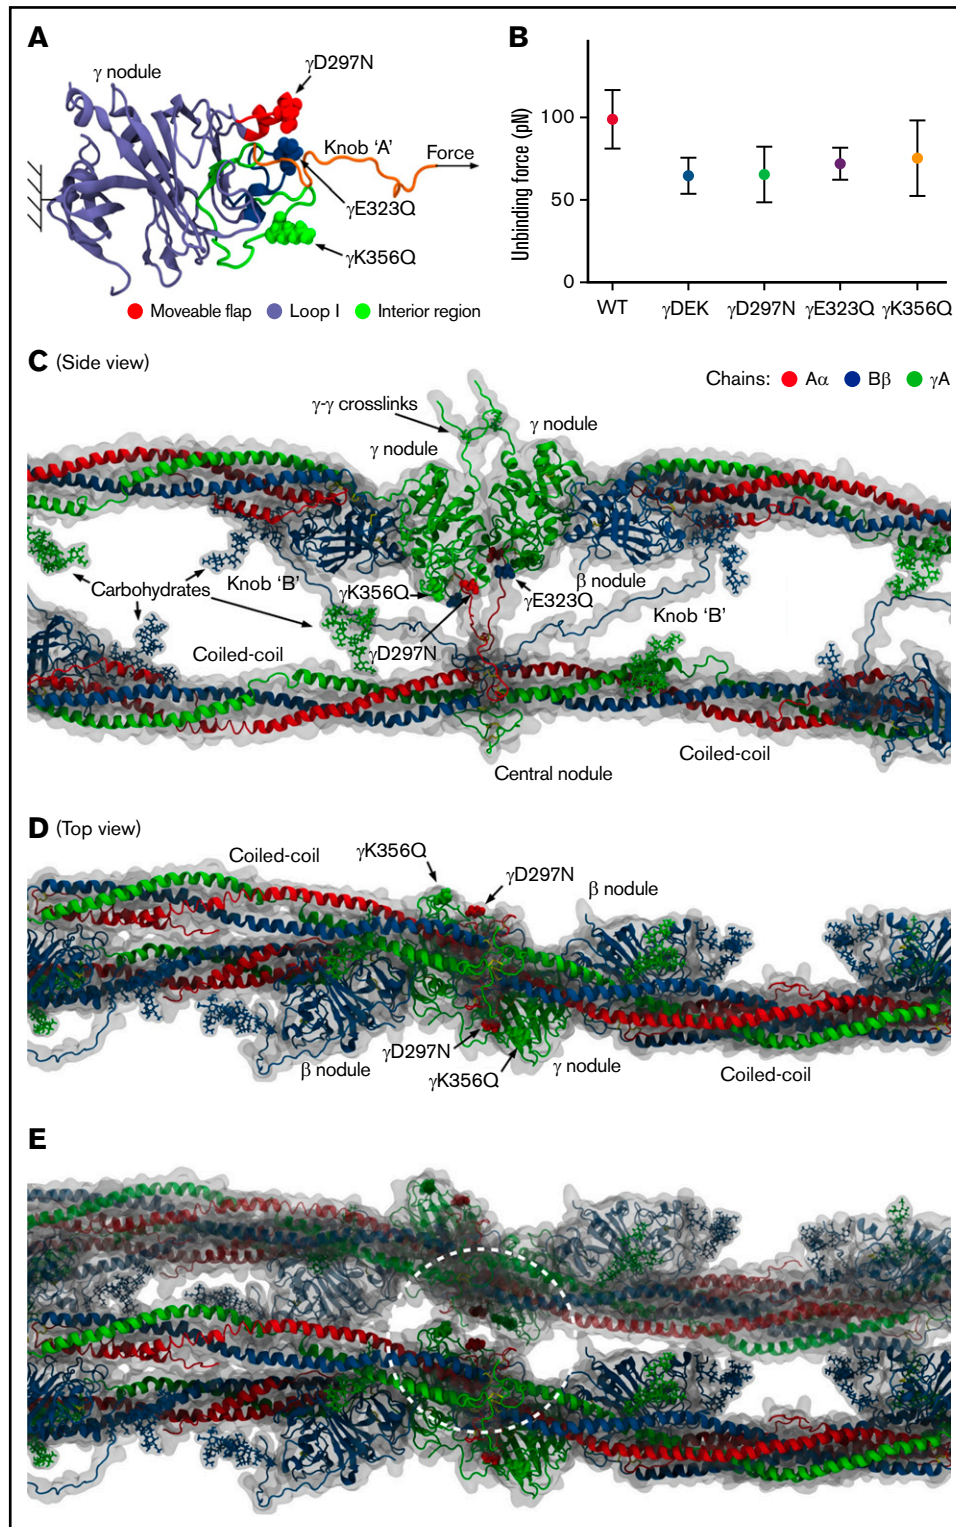 A
γ nodule
γD297N
Knob ‘A’
Force
γE323Q
γK356Q
Moveable flap
Loop I
Interior region
B
Unbinding force (pN)
100
50
0
WT
γDEK
γD297N
γE323Q
γK356Q
C (Side view)
Chains: Aα Bβ γA
γ-γ crosslinks
γ nodule
γ nodule
Carbohydrates
Knob ‘B’
γK356Q
β nodule
γE323Q
Knob ‘B’
γD297N
Coiled-coil
Coiled-coil
Central nodule
D (Top view)
Coiled-coil
γK356Q
γD297N
β nodule
γD297N
β nodule
γK356Q
γ nodule
Coiled-coil
E